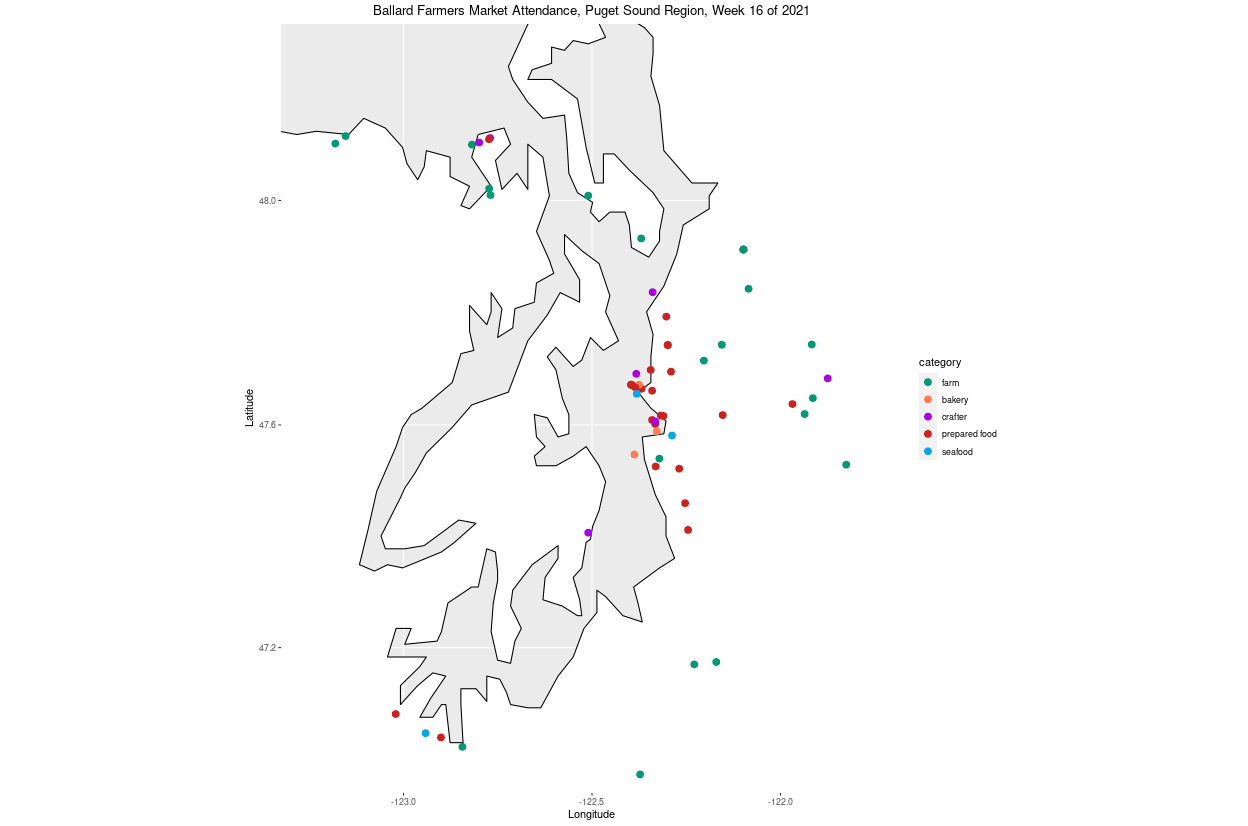 Ballard Farmers Market Attendance, Puget Sound Region, Week 16 of 2021
48.0
47.6
47.2
Latitude
-123.0
-122.5
-122.0
Longitude
category
farm
bakery
crafter
prepared food
seafood